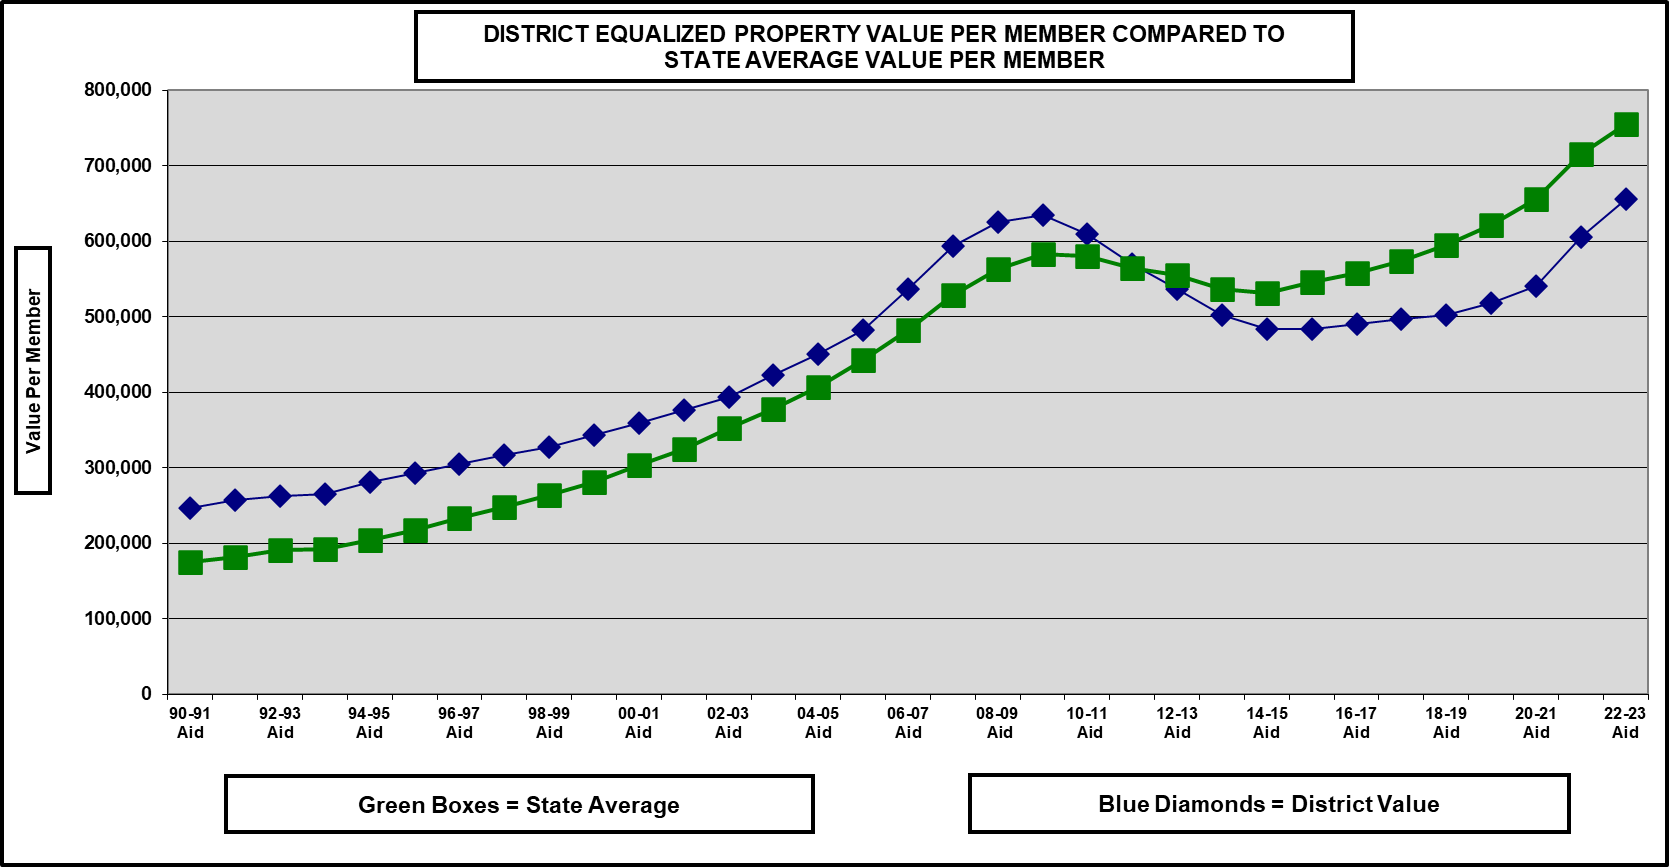 DISTRICT EQUALIZED PROPERTY VALUE PER MEMBER COMPARED TO
STATE AVERAGE VALUE PER MEMBER
800,000
700,000
600,000
500,000
400,000
300,000
200,000
100,000
0
Value Per Member
90-91 Aid
92-93 Aid
94-95 Aid
96-97 Aid
98-99 Aid
00-01 Aid
02-03 Aid
04-05 Aid
06-07 Aid
08-09 Aid
10-11 Aid
12-13 Aid
14-15 Aid
16-17 Aid
18-19 Aid
20-21 Aid
22-23 Aid
Green Boxes = State Average
Blue Diamonds = District Value